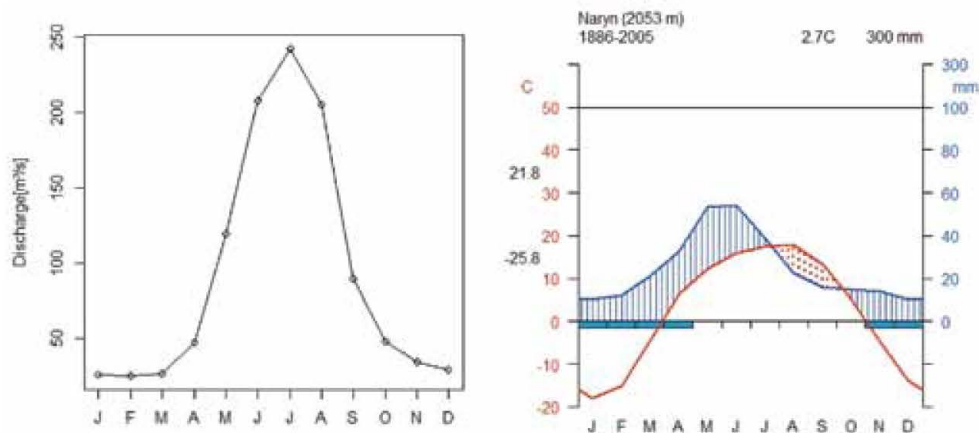 Discharge[m³/s]
250
200
150
100
50
J F M A M J J A S O N D
Naryn (2053 m)
1886-2005 2.7C 300 mm
C
300
mm
50 100
40 80
21.8
30 60
20 40
-25.8
10 20
0 0
-10
-20
J F M A M J J A S O N D